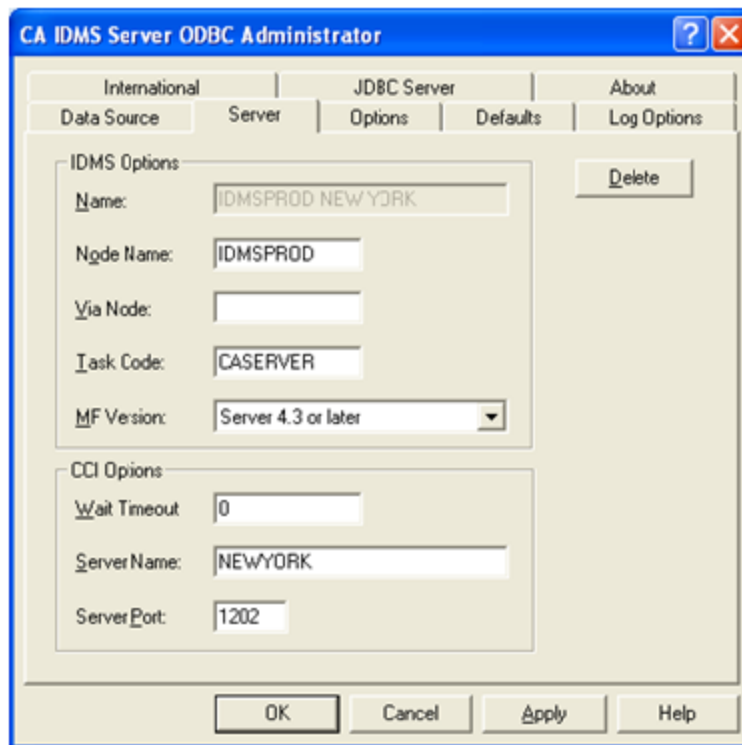 CA IDMS Server ODBC Administrator
International JDBC Server About
Data Source Server Options Defaults Log Options
IDMS Options
Delete
Name: IDMSPROD NEW YORK
Node Name: IDMSPROD
Via Node:
Task Code: CASERVER
MF Version: Server 4.3 or later
CCI Options
Wait Timeout 0
Server Name: NEWYORK
Server Port: 1202
OK Cancel Apply Help